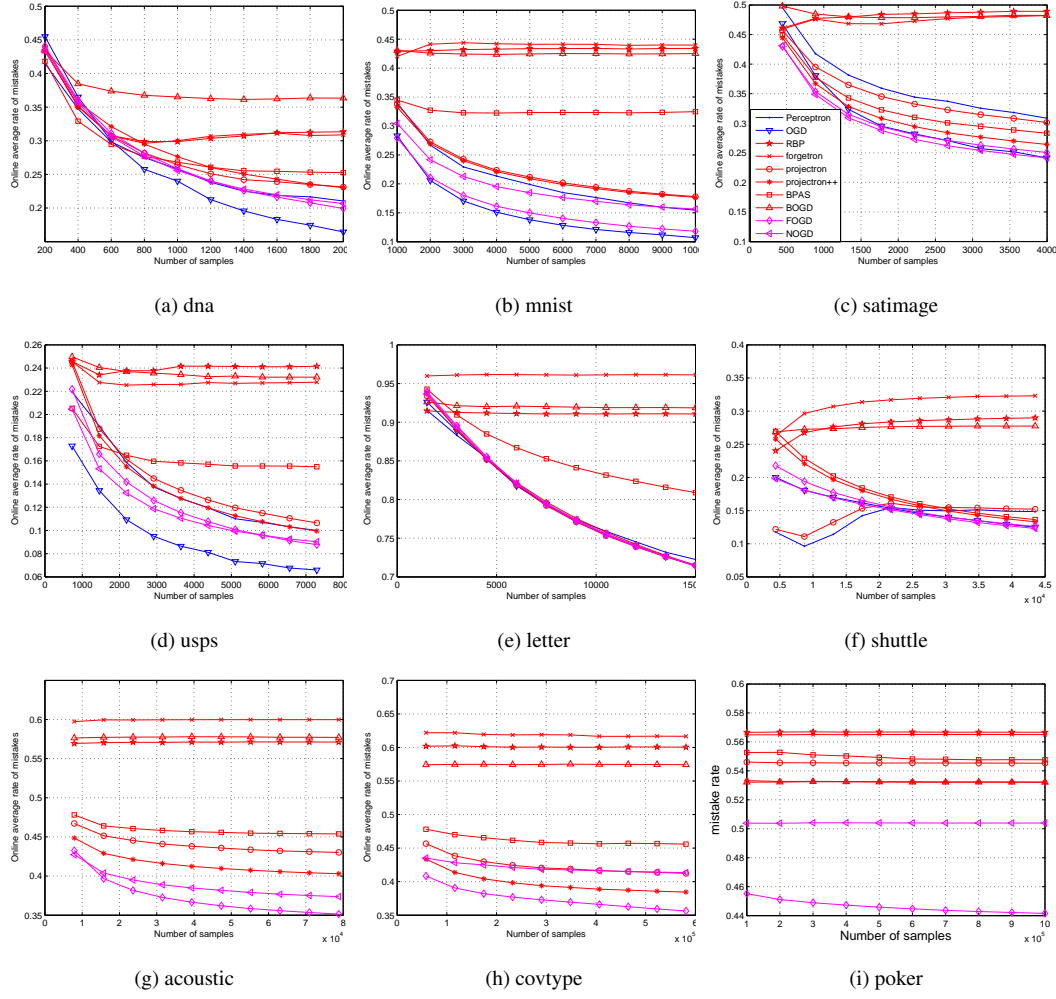 0.5 0.45 0.4 0.35 0.3 0.25 0.2
Online average rate of mistakes
200 400 600 800 1000 1200 1400 1600 1800 200
Number of samples
(a) dna
0.5 0.45 0.4 0.35 0.3 0.25 0.2 0.15 0.1
Online average rate of mistakes
1000 2000 3000 4000 5000 6000 7000 8000 9000 1000
Number of samples
(b) mnist
0.5 0.45 0.4 0.35 0.3 0.25 0.2 0.15 0.1
Online average rate of mistakes
Perceptron
OGD
RBP
forgetron
projectron
projectron++
BPAS
BOGD
FOGD
NOGD
0 500 1000 1500 2000 2500 3000 3500 4000
Number of samples
(c) satimage
0.26 0.24 0.22 0.2 0.18 0.16 0.14 0.12 0.1 0.08 0.06
Online average rate of mistakes
0 1000 2000 3000 4000 5000 6000 7000 800
Number of samples
(d) usps
0.95 0.9 0.85 0.8 0.75 0.7
Online average rate of mistakes
0 5000 10000 1500
Number of samples
(e) letter
0.5 0.45 0.4 0.35 0.3 0.25 0.2 0.15 0.1 0.05
Online average rate of mistakes
0 0.5 1 1.5 2 2.5 3 3.5 4 4.5
x 10⁴
Number of samples
(f) shuttle
0.6 0.55 0.5 0.45 0.4 0.35
Online average rate of mistakes
0 1 2 3 4 5 6 7 8
x 10⁴
Number of samples
(g) acoustic
0.7 0.65 0.6 0.55 0.5 0.45 0.4 0.35
Online average rate of mistakes
0 1 2 3 4 5 6
x 10⁵
Number of samples
(h) covtype
0.6 0.58 0.56 0.54 0.52 0.5 0.48 0.46 0.44
mistake rate
1 2 3 4 5 6 7 8 9 10
x 10⁵
Number of samples
(i) poker